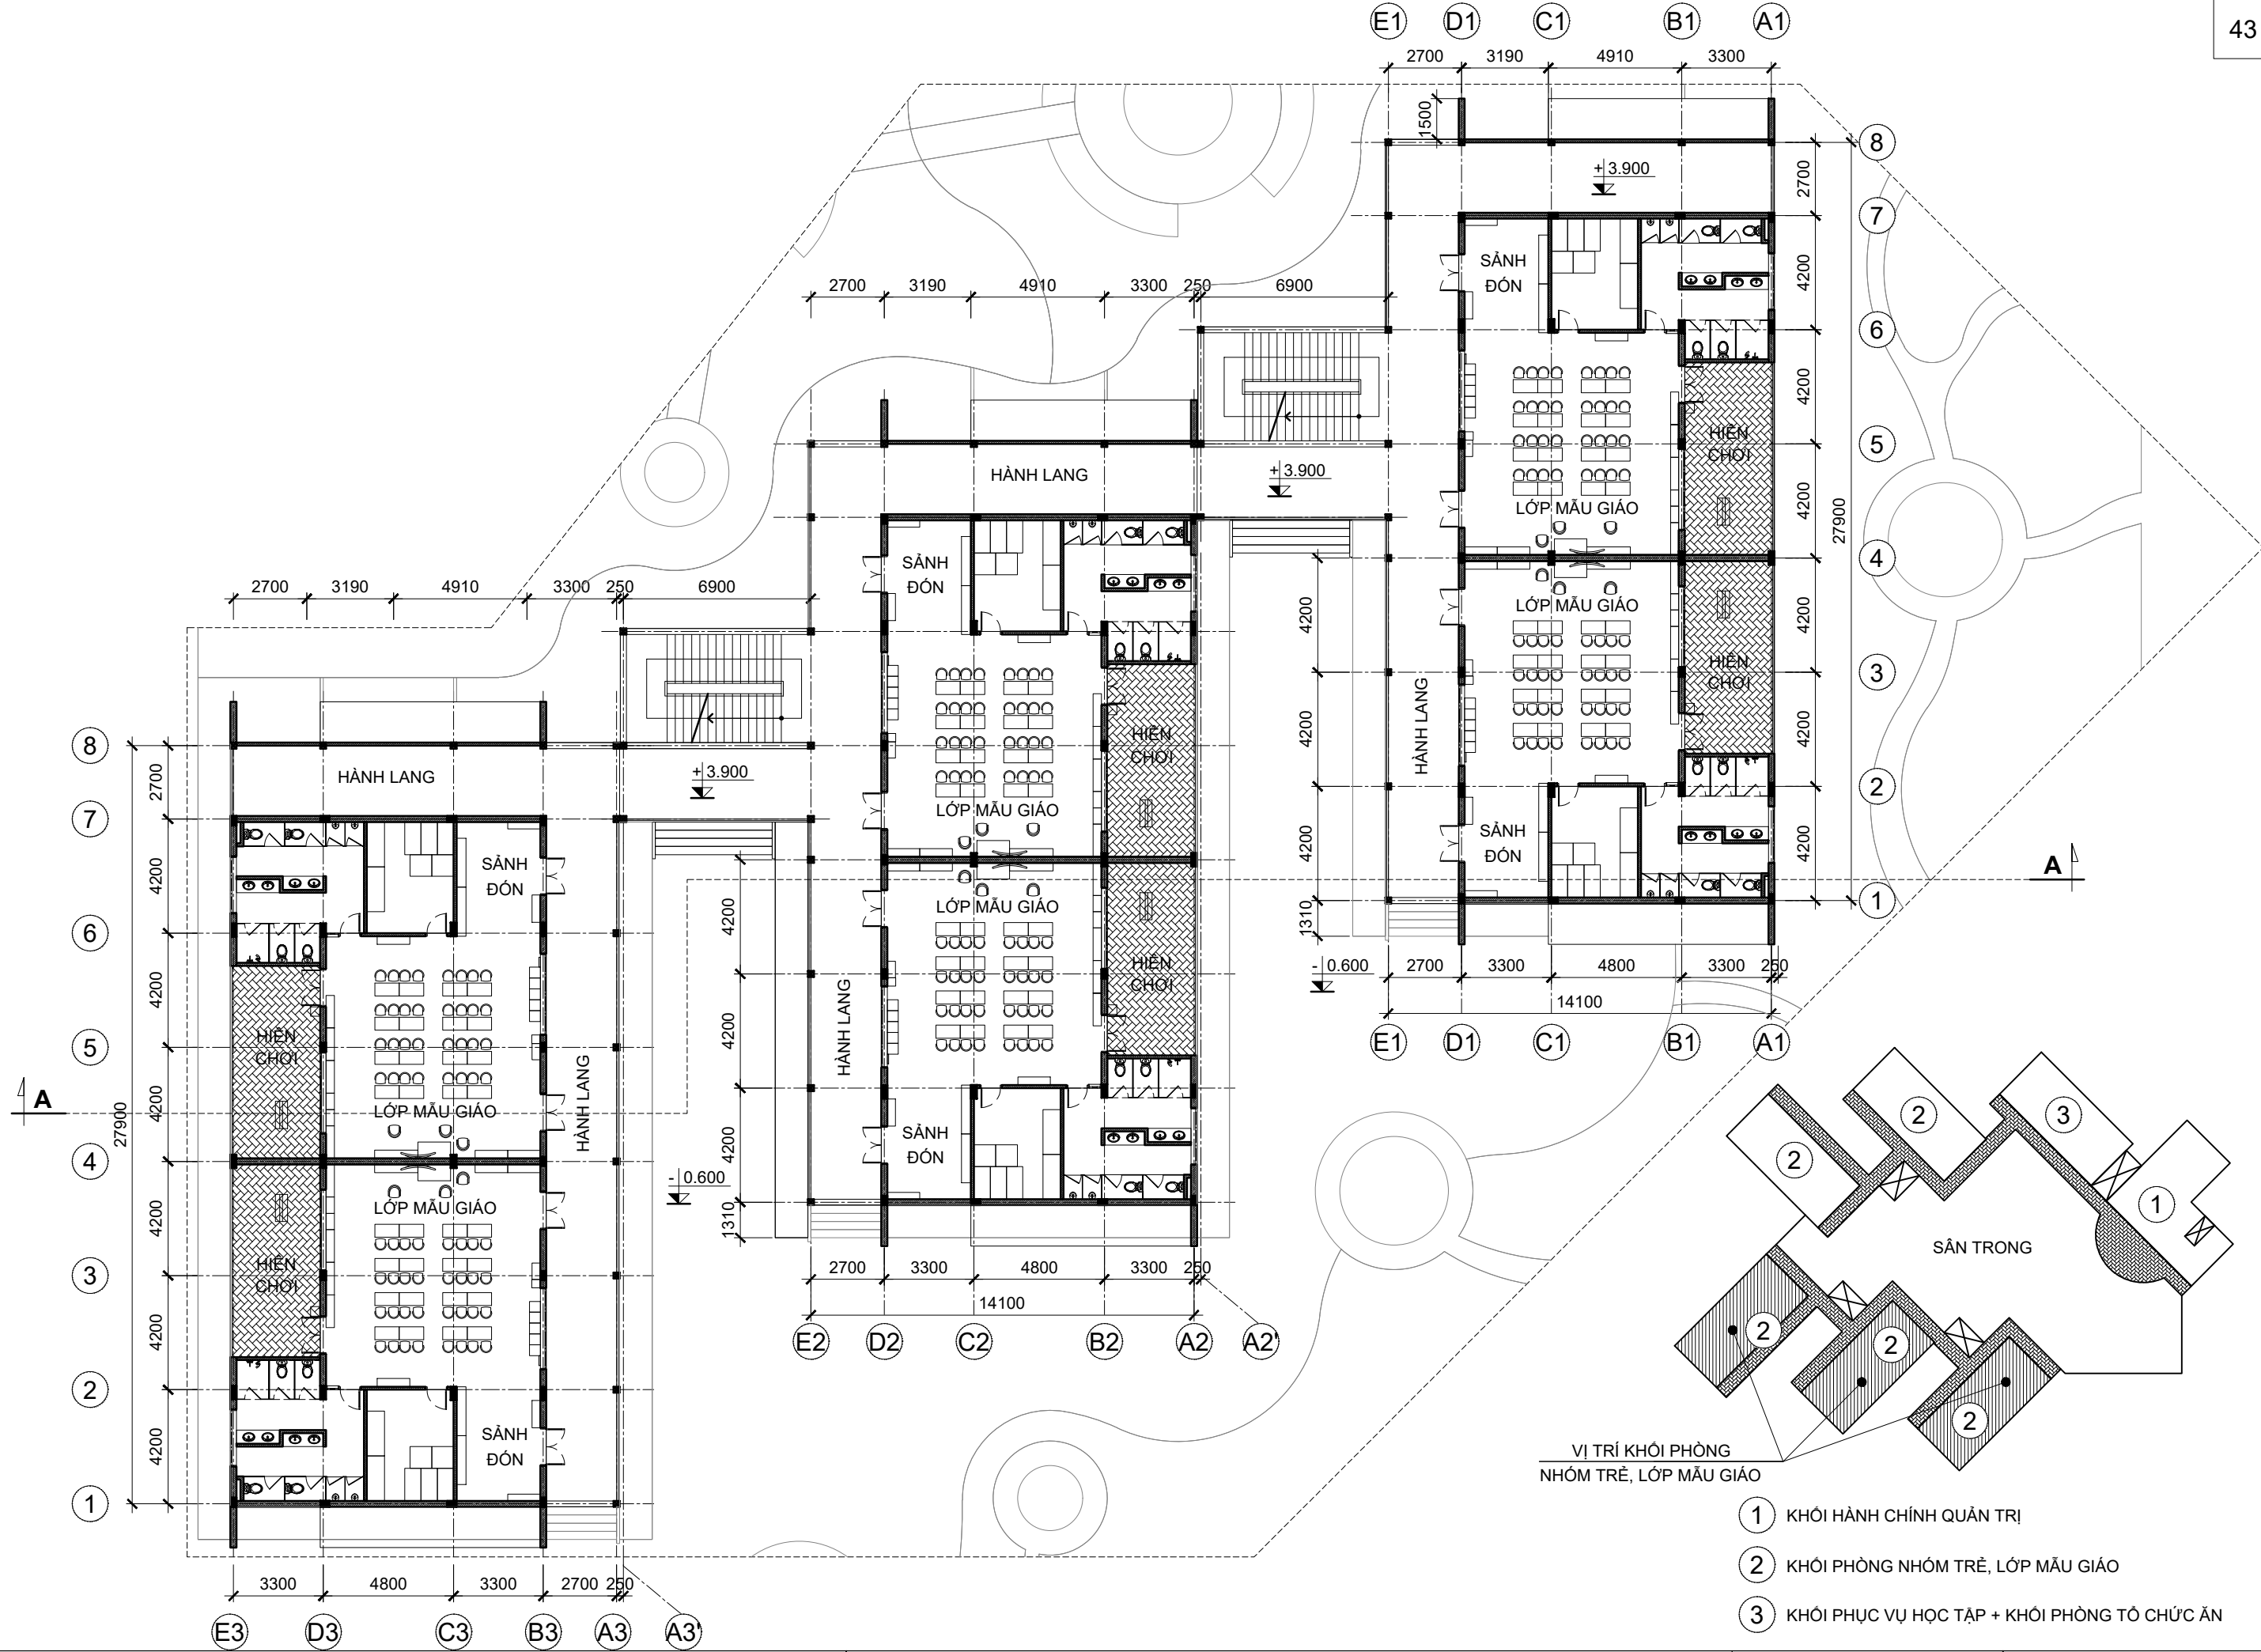 43
E1 D1 C1 B1 A1
2700 3190 4910 3300
1500
8
+ 3.900
2700
7
SẢNH
ĐÓN
4200
2700 3190 4910 3300 250 6900
6
4200
HIÊN
CHƠI
5
HÀNH LANG
+ 3.900
4200
27900
LỚP MẪU GIÁO
4
SẢNH
ĐÓN
2700 3190 4910 3300 250 6900
LỚP MẪU GIÁO
4200
4200
HIÊN
CHƠI
3
HÀNH LANG
4200
4200
HIÊN
CHƠI
8
HÀNH LANG
+ 3.900
2700
2
7
LỚP MẪU GIÁO
SẢNH
ĐÓN
4200
4200
SẢNH
ĐÓN
4200
A
1
LỚP MẪU GIÁO
4200
1310
6
HIÊN
CHƠI
- 0.600
2700 3300 4800 3300 250
14100
4200
HÀNH LANG
4200
E1 D1 C1 B1 A1
HIÊN
CHƠI
5
HÀNH LANG
A
4200
27900
LỚP MẪU GIÁO
SẢNH
ĐÓN
4200
4
- 0.600
1310
LỚP MẪU GIÁO
4200
HIÊN
CHƠI
3
2700 3300 4800 3300 250
14100
E2 D2 C2 B2 A2 A2'
4200
2
SẢNH
ĐÓN
4200
1
3300 4800 3300 2700 250
E3 D3 C3 B3 A3 A3'
2
2
3
1
SÂN TRONG
2
2
2
VỊ TRÍ KHỐI PHÒNG
NHÓM TRẺ, LỚP MẪU GIÁO
1 KHỐI HÀNH CHÍNH QUẢN TRỊ
2 KHỐI PHÒNG NHÓM TRẺ, LỚP MẪU GIÁO
3 KHỐI PHỤC VỤ HỌC TẬP + KHỐI PHÒNG TỔ CHỨC ĂN